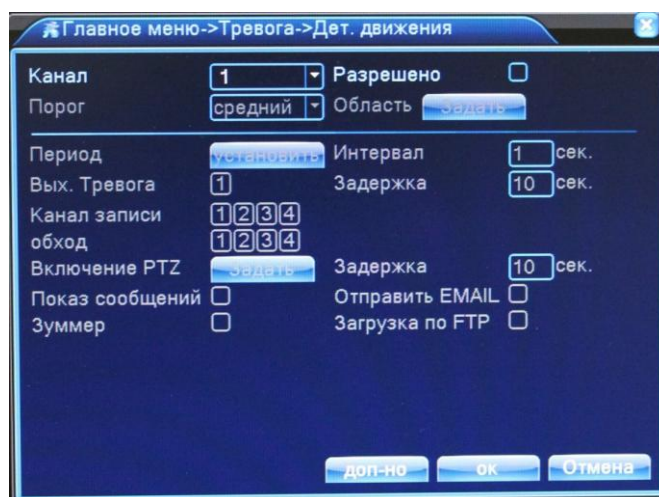 Главное меню->Тревога->Дет. движения
Канал 1 Разрешено
Порог средний Область Задать
Период установить Интервал 1 сек.
Вых. Тревога 1 Задержка 10 сек.
Канал записи 1 2 3 4
обход 1 2 3 4
Включение PTZ Задать Задержка 10 сек.
Показ сообщений Отправить EMAIL
Зуммер Загрузка по FTP
доп-но ок Отмена